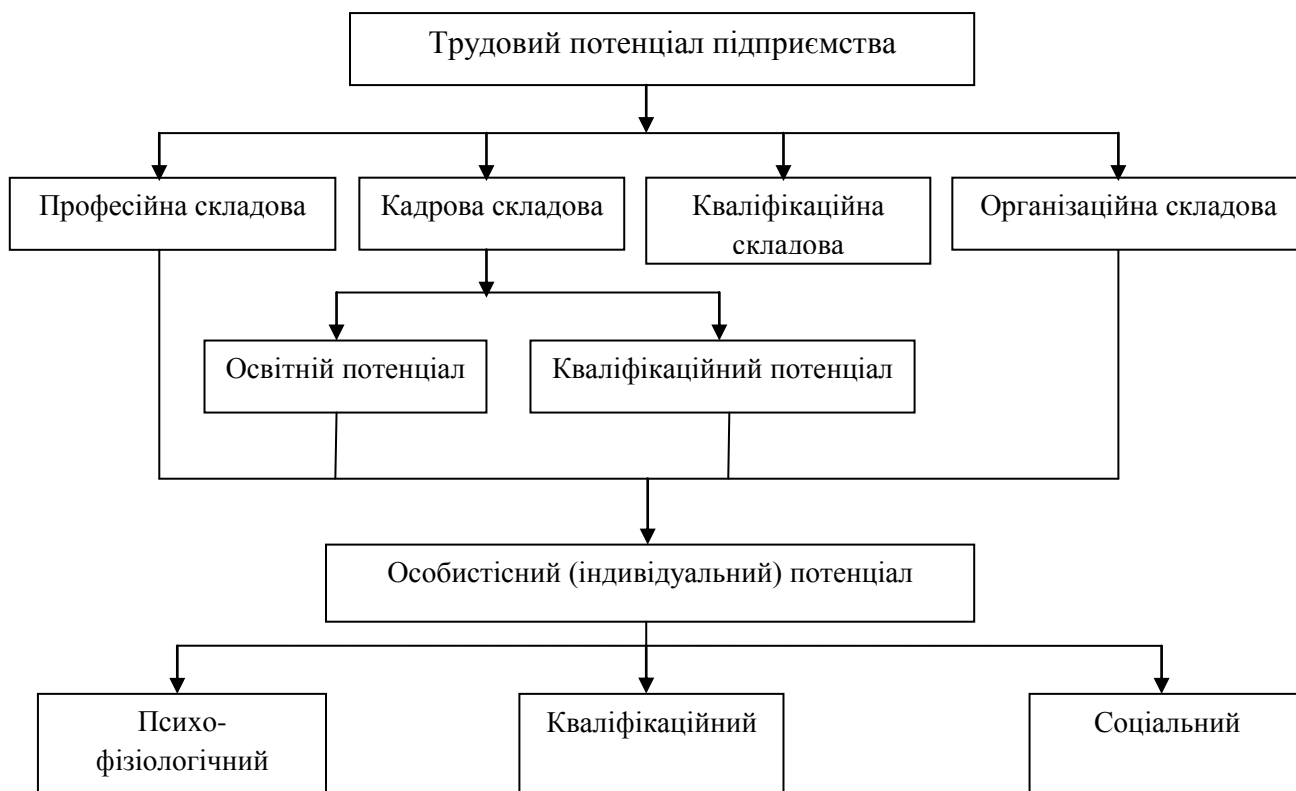 Трудовий потенціал підприємства
Професійна складова
Кадрова складова
Кваліфікаційна
складова
Організаційна складова
Освітній потенціал
Кваліфікаційний потенціал
Особистісний (індивідуальний) потенціал
Психо-
фізіологічний
Кваліфікаційний
Соціальний